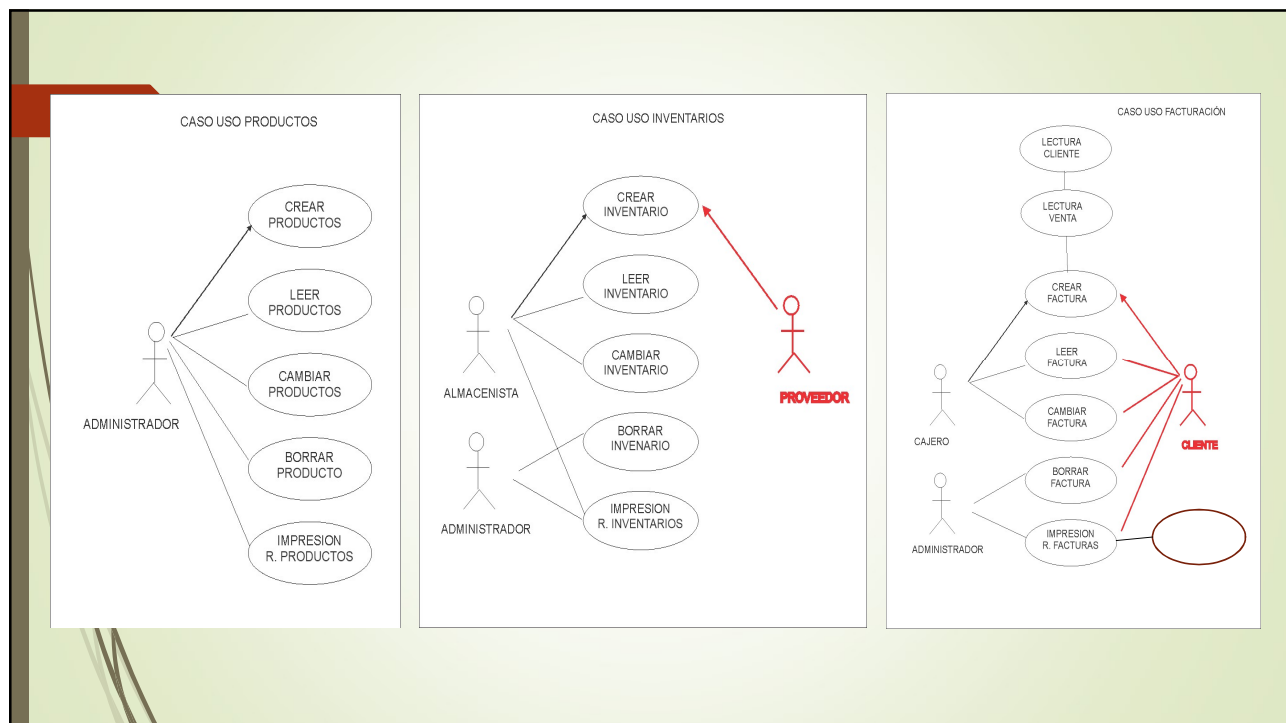 CASO USO PRODUCTOS
CREAR
PRODUCTOS
LEER
PRODUCTOS
CAMBIAR
PRODUCTOS
ADMINISTRADOR
BORRAR
PRODUCTO
IMPRESION
R. PRODUCTOS
CASO USO INVENTARIOS
CREAR
INVENTARIO
LEER
INVENTARIO
CAMBIAR
INVENTARIO
ALMACENISTA
PROVEEDOR
BORRAR
INVENARIO
IMPRESION
R. INVENTARIOS
ADMINISTRADOR
CASO USO FACTURACIÓN
LECTURA
CLIENTE
LECTURA
VENTA
CREAR
FACTURA
LEER
FACTURA
CAMBIAR
FACTURA
CAJERO
CLIENTE
BORRAR
FACTURA
IMPRESION
R. FACTURAS
ADMINISTRADOR